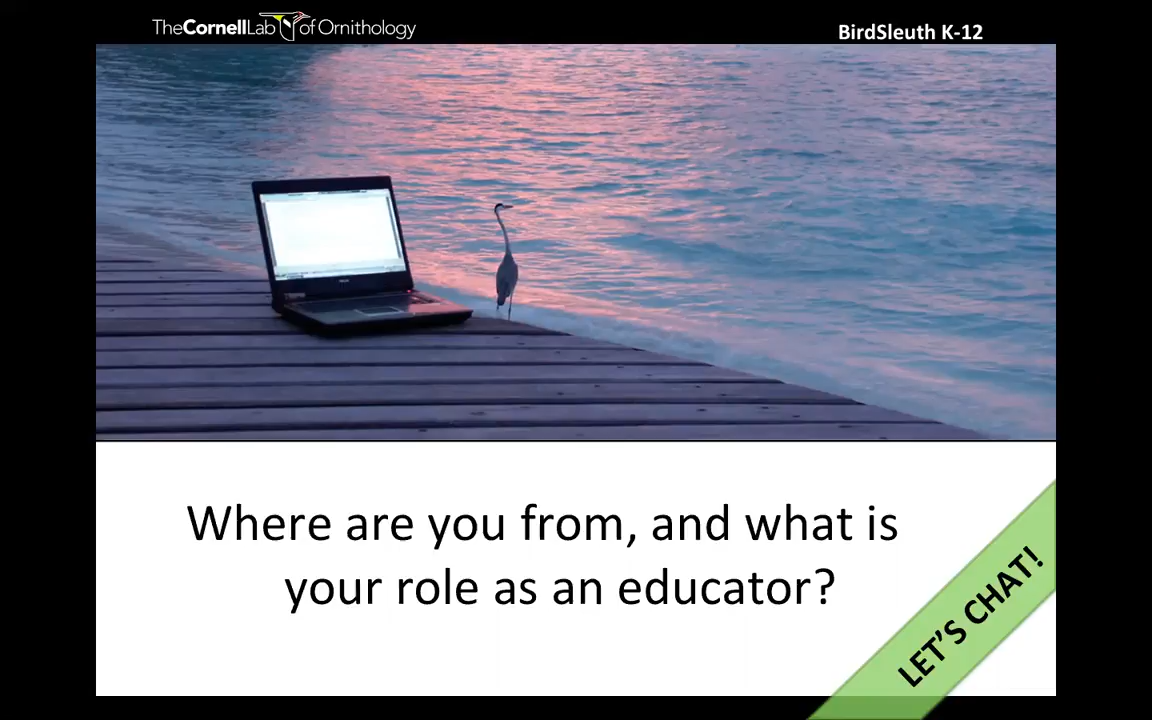 TheCornellLab of Ornithology
BirdSleuth K-12
Where are you from, and what is
your role as an educator?
LET'S CHAT!